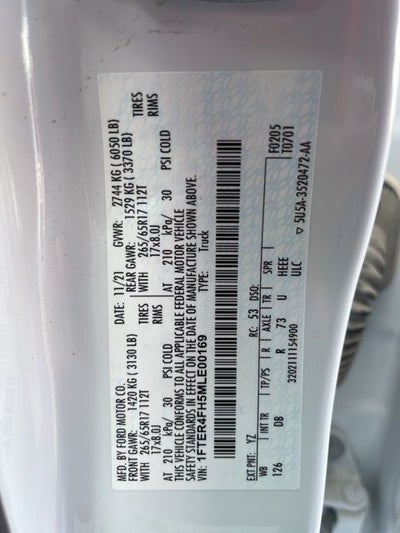 MFD. BY FORD MOTOR CO.
DATE: 11/21 GVWR: 2744 KG ( 6050 LB)
FRONT GAWR: 1420 KG ( 3130 LB) REAR GAWR: 1529 KG ( 3370 LB)
WITH 265/65R17 112T TIRES WITH 265/65R17 112T TIRES
17x8.0J RIMS 17x8.0J RIMS
AT 210 kPa/ 30 PSI COLD AT 210 kPa/ 30 PSI COLD
THIS VEHICLE CONFORMS TO ALL APPLICABLE FEDERAL MOTOR VEHICLE
SAFETY STANDARDS IN EFFECT ON THE DATE OF MANUFACTURE SHOWN ABOVE.
VIN: 1FTER4FH5MLE00169
TYPE: Truck
F0205
T0701
EXT PNT: YZ RC: 53 DSO:
WB INT TR TP/PS R AXLE TR SPR
126 DB R 73 U HEEE
ULC
3202111154900
5U5A-3520472-AA